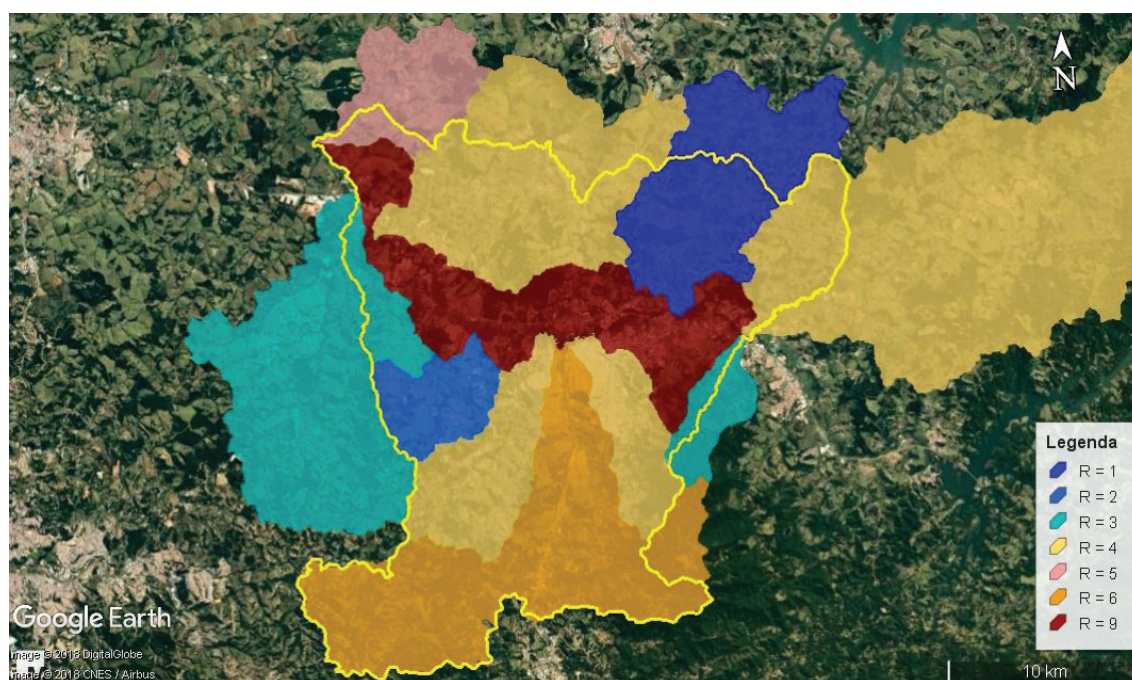 N
Legenda
R = 1
R = 2
R = 3
R = 4
R = 5
R = 6
R = 9
Google Earth
Image © 2018 DigitalGlobe
Image © 2018 CNES / Airbus
10 km